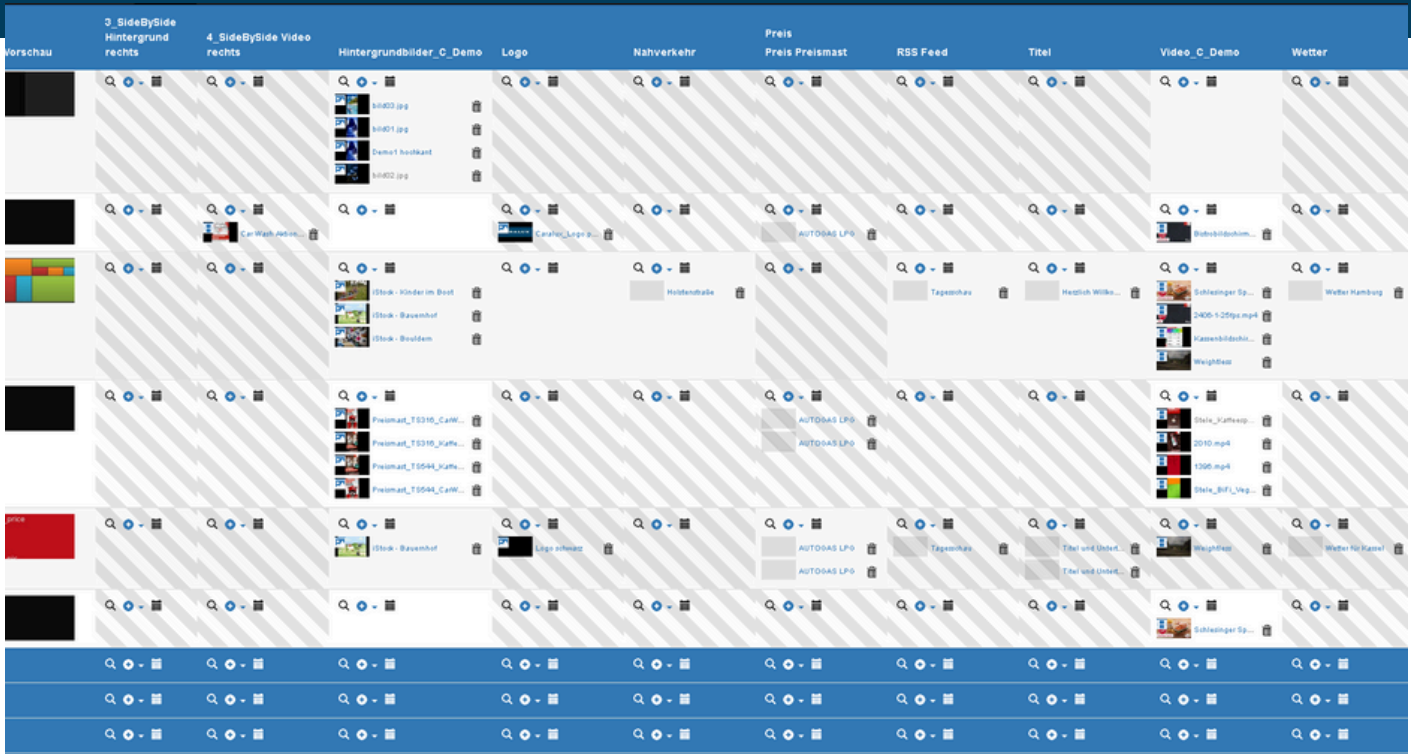 3_SideBySide
Hintergrund
rechts
4_SideBySide Video
rechts
Preis
Vorschau
Hintergrundbilder_C_Demo
Logo
Nahverkehr
Preis Preismast
RSS Feed
Titel
Video_C_Demo
Wetter
bild03.jpg
bild01.jpg
Demo1 hochkant
bild02.jpg
Car Wash Aktion...
Catalux_Logo p...
AUTOGAS LPG
Bistrobildschirm...
iStock - Kinder im Boot
Holstenstraße
Tagesschau
Herzlich Willko...
Schlesinger Sp...
Wetter Hamburg
iStock - Bauernhof
2406-1-25fps.mp4
iStock - Bouldern
Kassenbildschir...
Weightless
Preismast_TS316_CarW...
AUTOGAS LPG
Stele_Kaffeesp...
Preismast_TS316_Kaffe...
AUTOGAS LPG
2010.mp4
Preismast_TS544_Kaffe...
1396.mp4
Preismast_TS544_CarW...
Stele_BiFi_Veg...
price
iStock - Bauernhof
Logo schwarz
AUTOGAS LPG
Tagesschau
Titel und Untert...
Weightless
Wetter für Kassel
AUTOGAS LPG
Titel und Untert...
Schlesinger Sp...